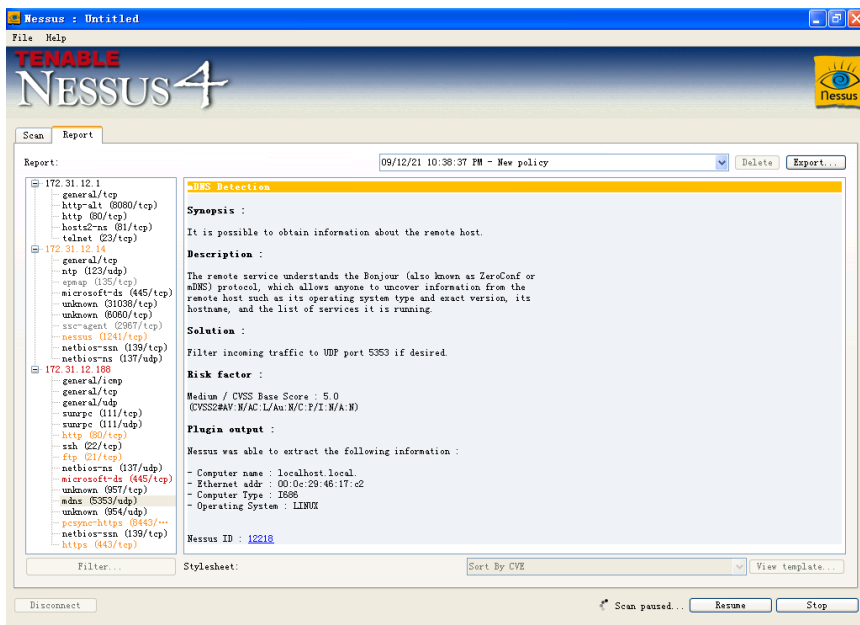 Nessus : Untitled
File Help
TENABLE
NESSUS 4
Nessus
Scan Report
Report: 09/12/21 10:38:37 PM - New policy Delete Export...
172.31.12.1
general/tcp
http-alt (8080/tcp)
http (80/tcp)
hosts2-ns (81/tcp)
telnet (23/tcp)
172.31.12.14
general/tcp
ntp (123/udp)
epmap (135/tcp)
microsoft-ds (445/tcp)
unknown (31038/tcp)
unknown (6060/tcp)
ssc-agent (2967/tcp)
nessus (1241/tcp)
netbios-ssn (139/tcp)
netbios-ns (137/udp)
172.31.12.188
general/icmp
general/tcp
general/udp
sunrpc (111/tcp)
sunrpc (111/udp)
http (80/tcp)
ssh (22/tcp)
ftp (21/tcp)
netbios-ns (137/udp)
microsoft-ds (445/tcp)
unknown (957/tcp)
mdns (5353/udp)
unknown (954/udp)
pcsync-https (8443/···
netbios-ssn (139/tcp)
https (443/tcp)
mDNS Detection
Synopsis :
It is possible to obtain information about the remote host.
Description :
The remote service understands the Bonjour (also known as ZeroConf or
mDNS) protocol, which allows anyone to uncover information from the
remote host such as its operating system type and exact version, its
hostname, and the list of services it is running.
Solution :
Filter incoming traffic to UDP port 5353 if desired.
Risk factor :
Medium / CVSS Base Score : 5.0
(CVSS2#AV:N/AC:L/Au:N/C:P/I:N/A:N)
Plugin output :
Nessus was able to extract the following information :
- Computer name : localhost.local.
- Ethernet addr : 00:0c:29:46:17:c2
- Computer Type : I686
- Operating System : LINUX
Nessus ID : 12218
Filter... Stylesheet: Sort By CVE View template...
Disconnect Scan paused... Resume Stop